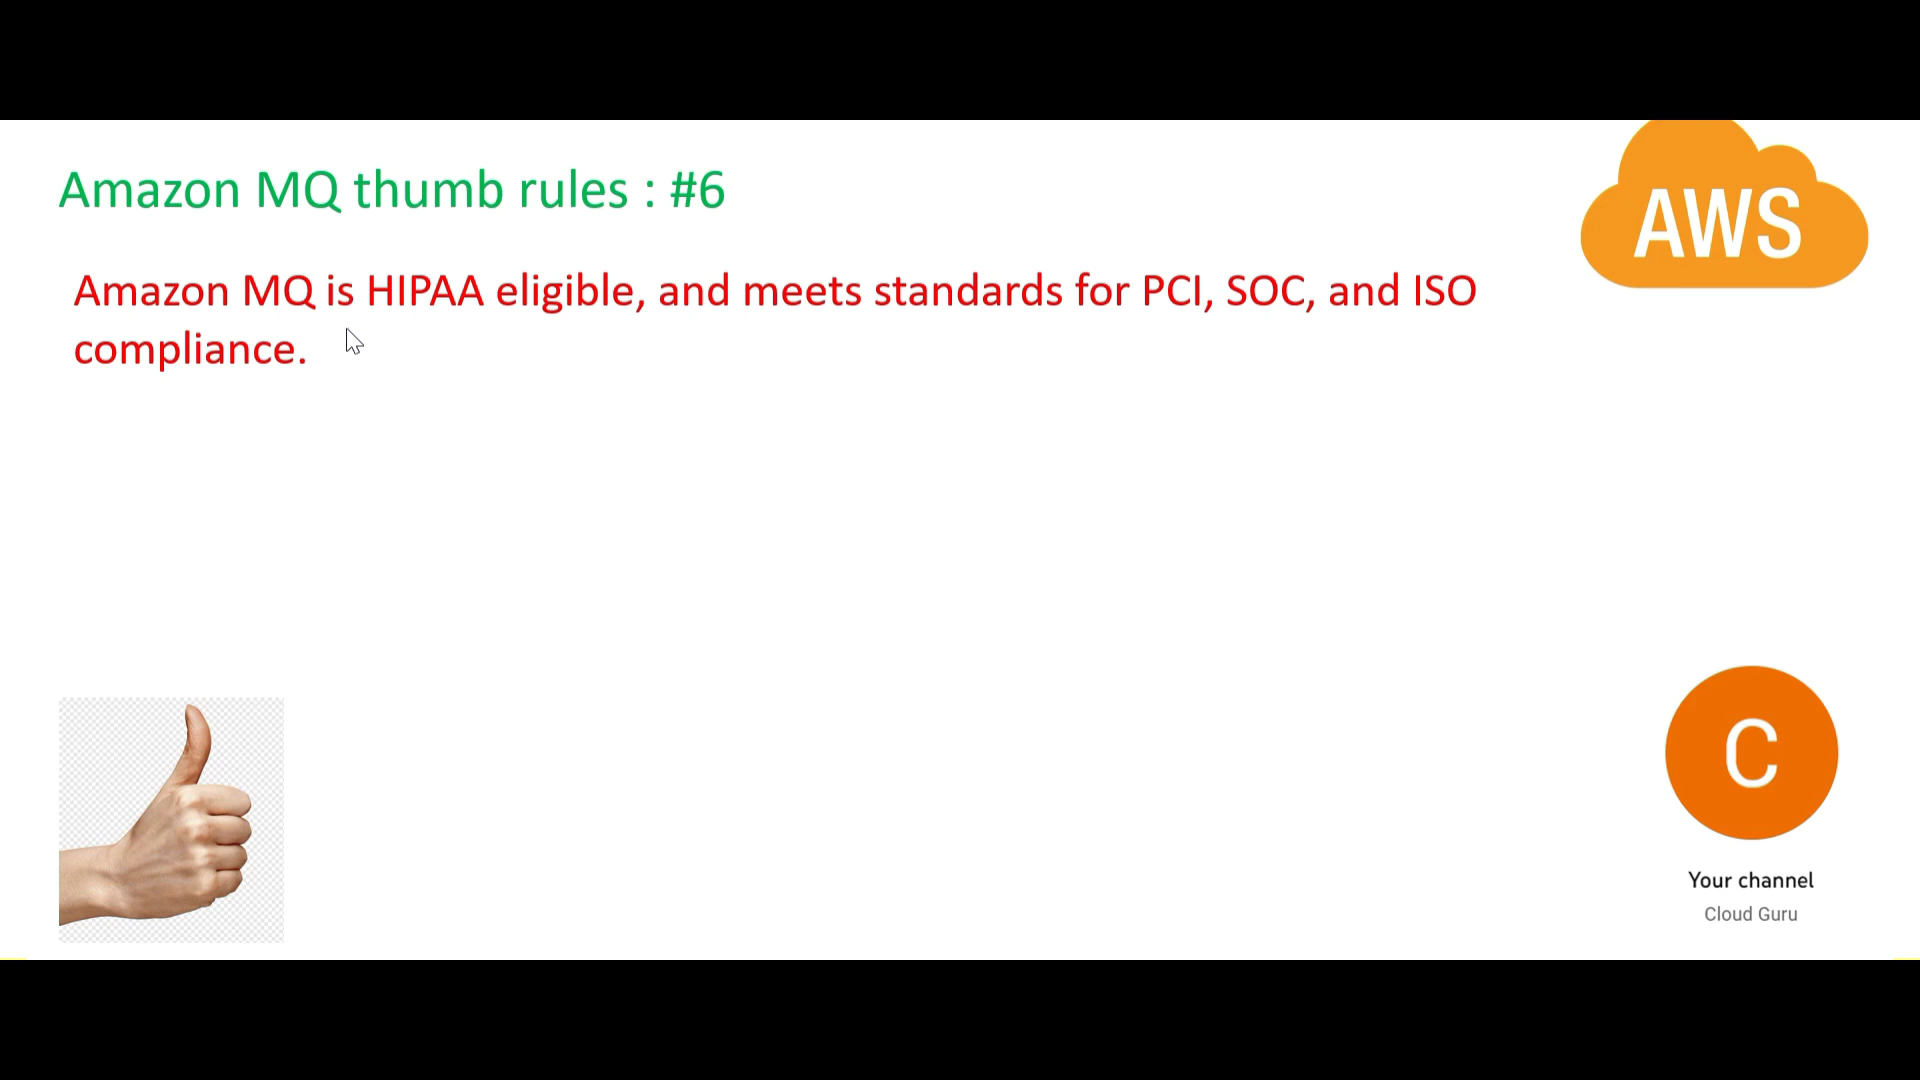 Amazon MQ thumb rules : #6
AWS
Amazon MQ is HIPAA eligible, and meets standards for PCI, SOC, and ISO
compliance.
C
Your channel
Cloud Guru